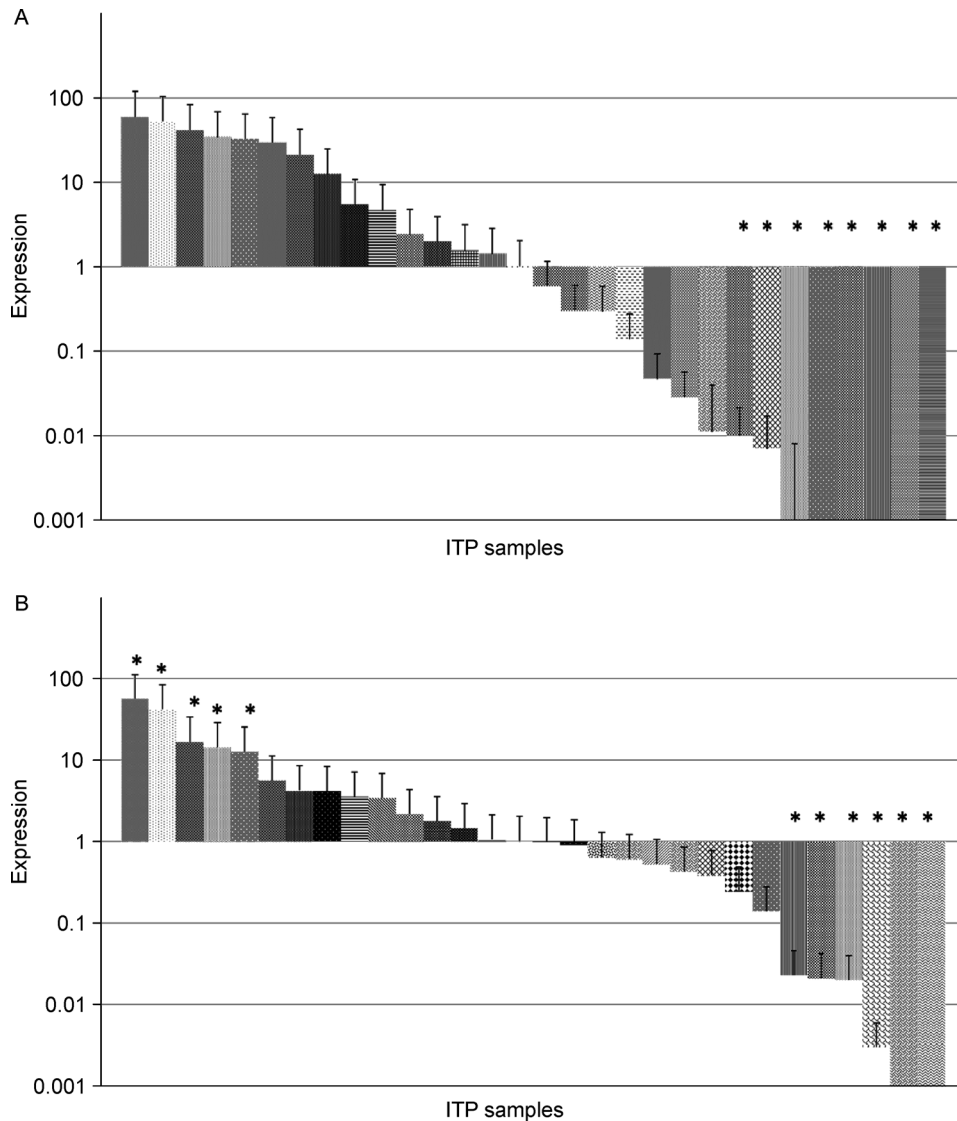 A
100
10
1
0.1
0.01
0.001
Expression
* * * * * * * *
ITP samples
B
* * * * *
100
10
1
0.1
0.01
0.001
Expression
* * * * * *
ITP samples